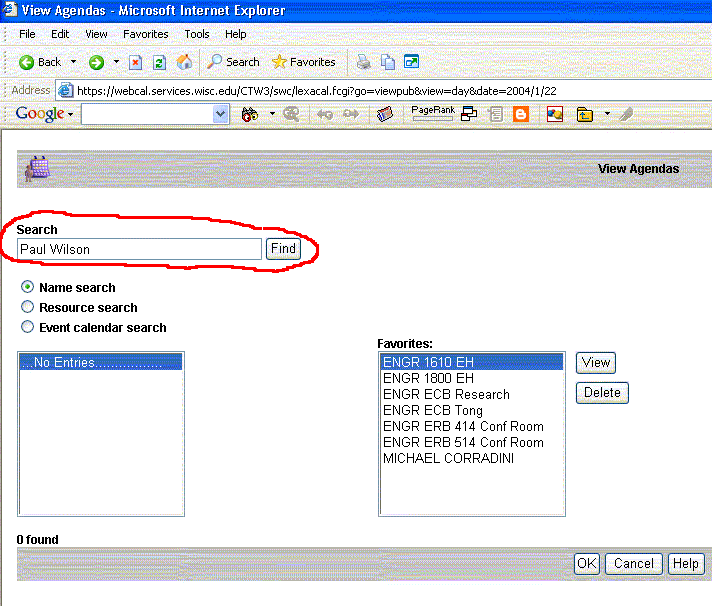 View Agendas - Microsoft Internet Explorer
File Edit View Favorites Tools Help
Back Search Favorites
Address https://webcal.services.wisc.edu/CTW3/swc/lexacal.fcgi?go=viewpub&view=day&date=2004/1/22
Google PageRank
View Agendas
Search
Paul Wilson Find
Name search
Resource search
Event calendar search
Favorites:
...No Entries.................
ENGR 1610 EH
ENGR 1800 EH
ENGR ECB Research
ENGR ECB Tong
ENGR ERB 414 Conf Room
ENGR ERB 514 Conf Room
MICHAEL CORRADINI
View
Delete
0 found
OK Cancel Help